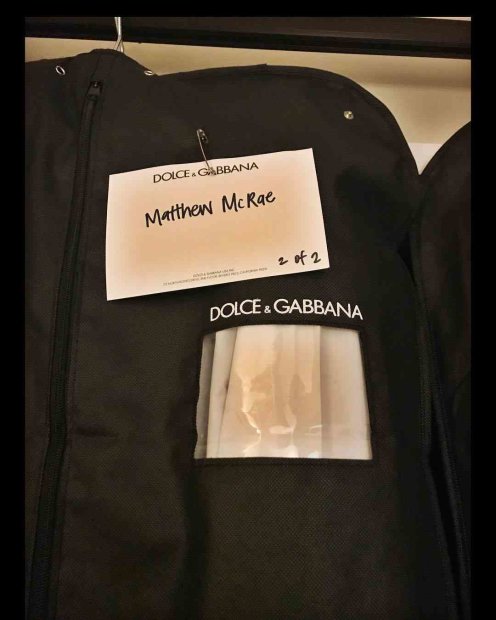 DOLCE & GABBANA
Matthew McRae
2 of 2
DOLCE & GABBANA